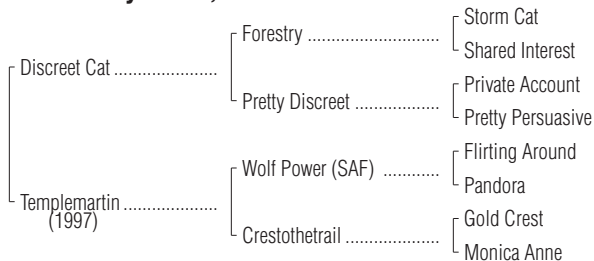 Storm Cat
Forestry
Shared Interest
Discreet Cat
Private Account
Pretty Discreet
Pretty Persuasive
Flirting Around
Wolf Power (SAF)
Pandora
Templemartin
(1997)
Gold Crest
Crestothetrail
Monica Anne